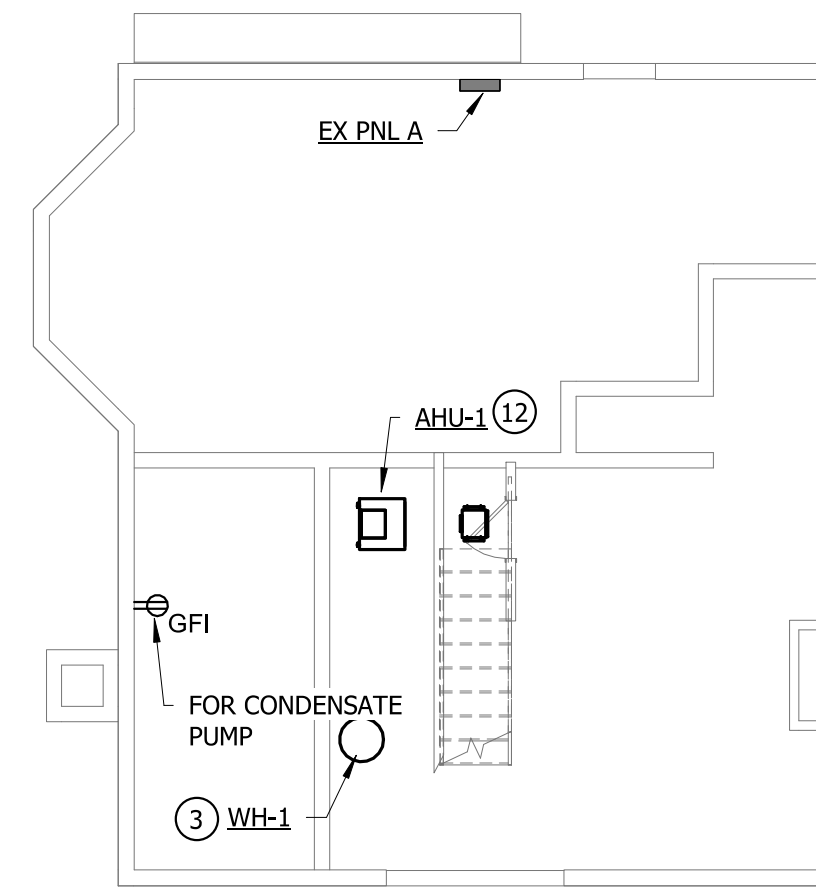 EX PNL A
AHU-1 12
GFI
FOR CONDENSATE
PUMP
3 WH-1